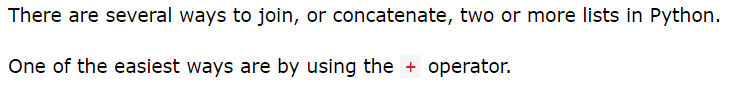 There are several ways to join, or concatenate, two or more lists in Python.
One of the easiest ways are by using the + operator.